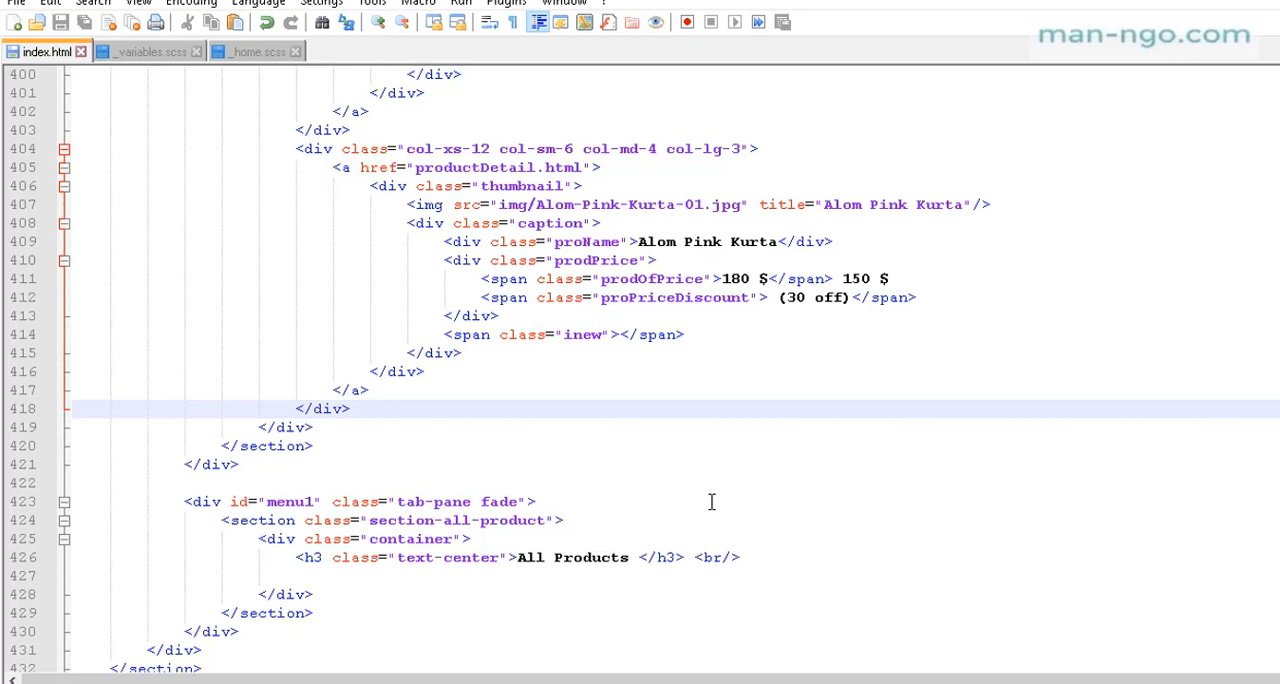 Edit Search View Encoding Language Settings Tools Macro Run Plugins Window ?
man-ngo.com
index.html _variables.scss _home.scss
400 </div>
401 </div>
402 </a>
403 </div>
404 <div class="col-xs-12 col-sm-6 col-md-4 col-lg-3">
405 <a href="productDetail.html">
406 <div class="thumbnail">
407 <img src="img/Alom-Pink-Kurta-01.jpg" title="Alom Pink Kurta"/>
408 <div class="caption">
409 <div class="proName">Alom Pink Kurta</div>
410 <div class="prodPrice">
411 <span class="prodOfPrice">180 $</span> 150 $
412 <span class="proPriceDiscount"> (30 off)</span>
413 </div>
414 <span class="inew"></span>
415 </div>
416 </div>
417 </a>
418 </div>
419 </div>
420 </section>
421 </div>
422
423 <div id="menu1" class="tab-pane fade">
424 <section class="section-all-product">
425 <div class="container">
426 <h3 class="text-center">All Products </h3> <br/>
427
428 </div>
429 </section>
430 </div>
431 </div>
432 </section>